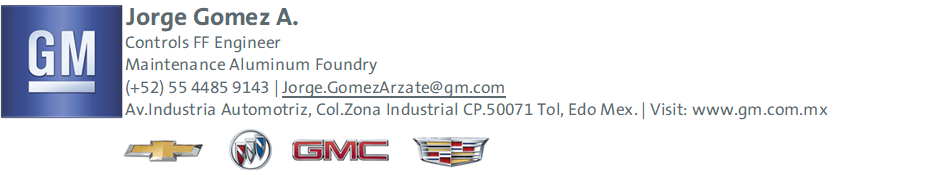 GM
Jorge Gomez A.
Controls FF Engineer
Maintenance Aluminum Foundry
(+52) 55 4485 9143 | Jorge.GomezArzate@gm.com
Av.Industria Automotriz, Col.Zona Industrial CP.50071 Tol, Edo Mex. | Visit: www.gm.com.mx
GMC